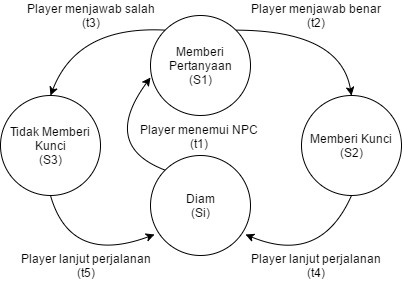 Player menjawab salah
(t3)
Player menjawab benar
(t2)
Memberi
Pertanyaan
(S1)
Tidak Memberi
Kunci
(S3)
Player menemui NPC
(t1)
Memberi Kunci
(S2)
Diam
(Si)
Player lanjut perjalanan
(t5)
Player lanjut perjalanan
(t4)